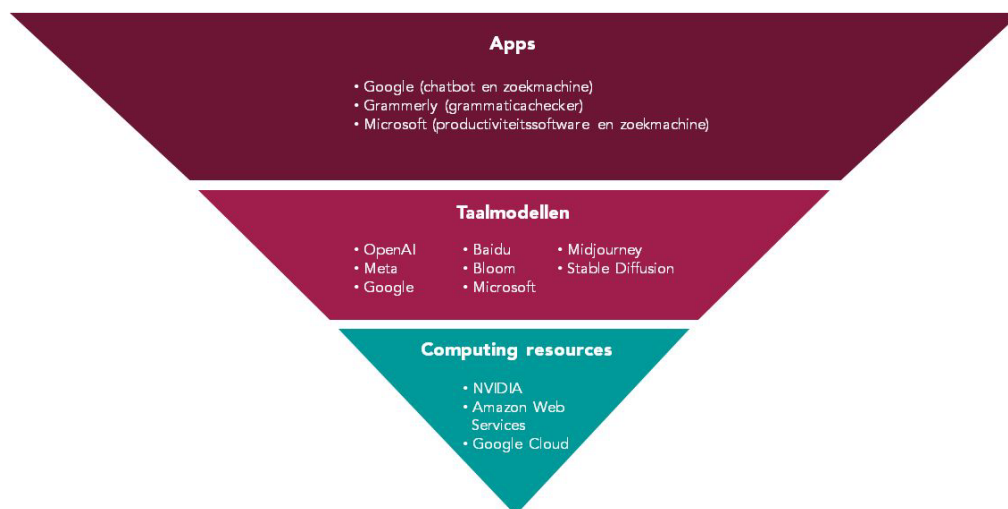 Apps
• Google (chatbot en zoekmachine)
• Grammerly (grammaticachecker)
• Microsoft (productiviteitssoftware en zoekmachine)
Taalmodellen
• OpenAI
• Meta
• Google
• Baidu
• Bloom
• Microsoft
• Midjourney
• Stable Diffusion
Computing resources
• NVIDIA
• Amazon Web
Services
• Google Cloud